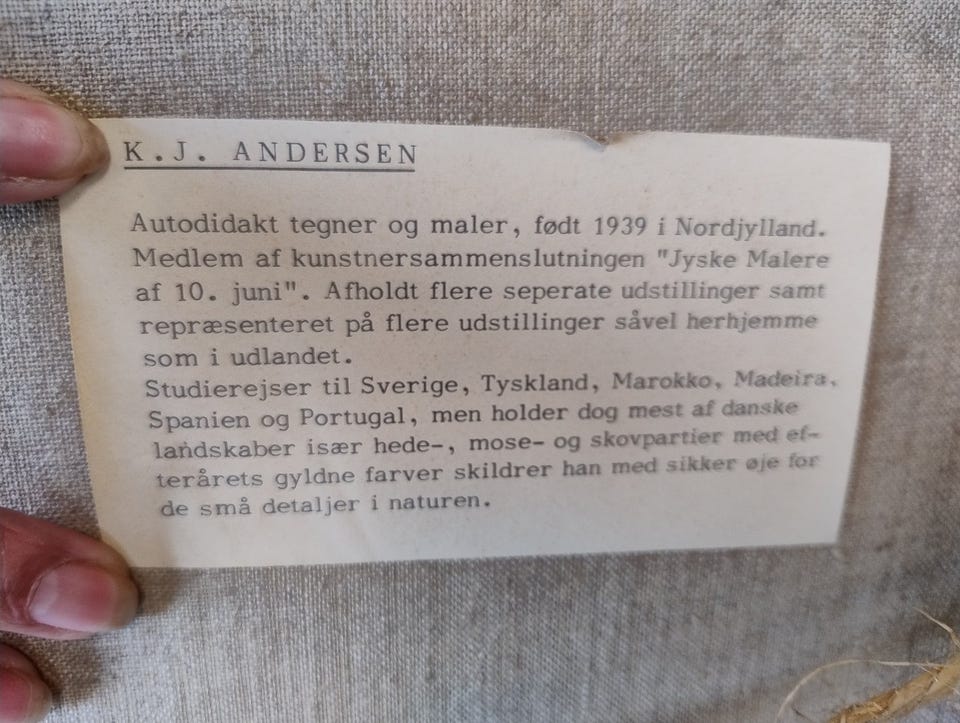 K.J. ANDERSEN
Autodidakt tegner og maler, født 1939 i Nordjylland.
Medlem af kunstnersammenslutningen "Jyske Malere
af 10. juni". Afholdt flere seperate udstillinger samt
repræsenteret på flere udstillinger såvel herhjemme
som i udlandet.
Studierejser til Sverige, Tyskland, Marokko, Madeira,
Spanien og Portugal, men holder dog mest af danske
landskaber især hede-, mose- og skovpartier med ef-
terårets gyldne farver skildrer han med sikker øje for
de små detaljer i naturen.